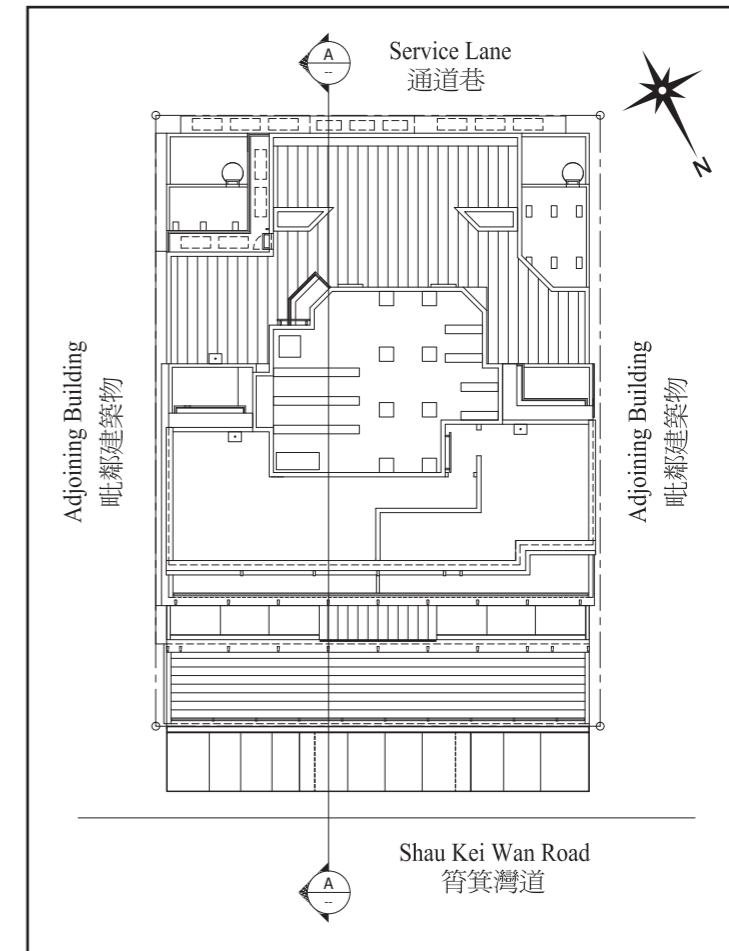 A
--
Service Lane
通道巷
N
Adjoining Building
毗鄰建築物
Adjoining Building
毗鄰建築物
Shau Kei Wan Road
筲箕灣道
A
--